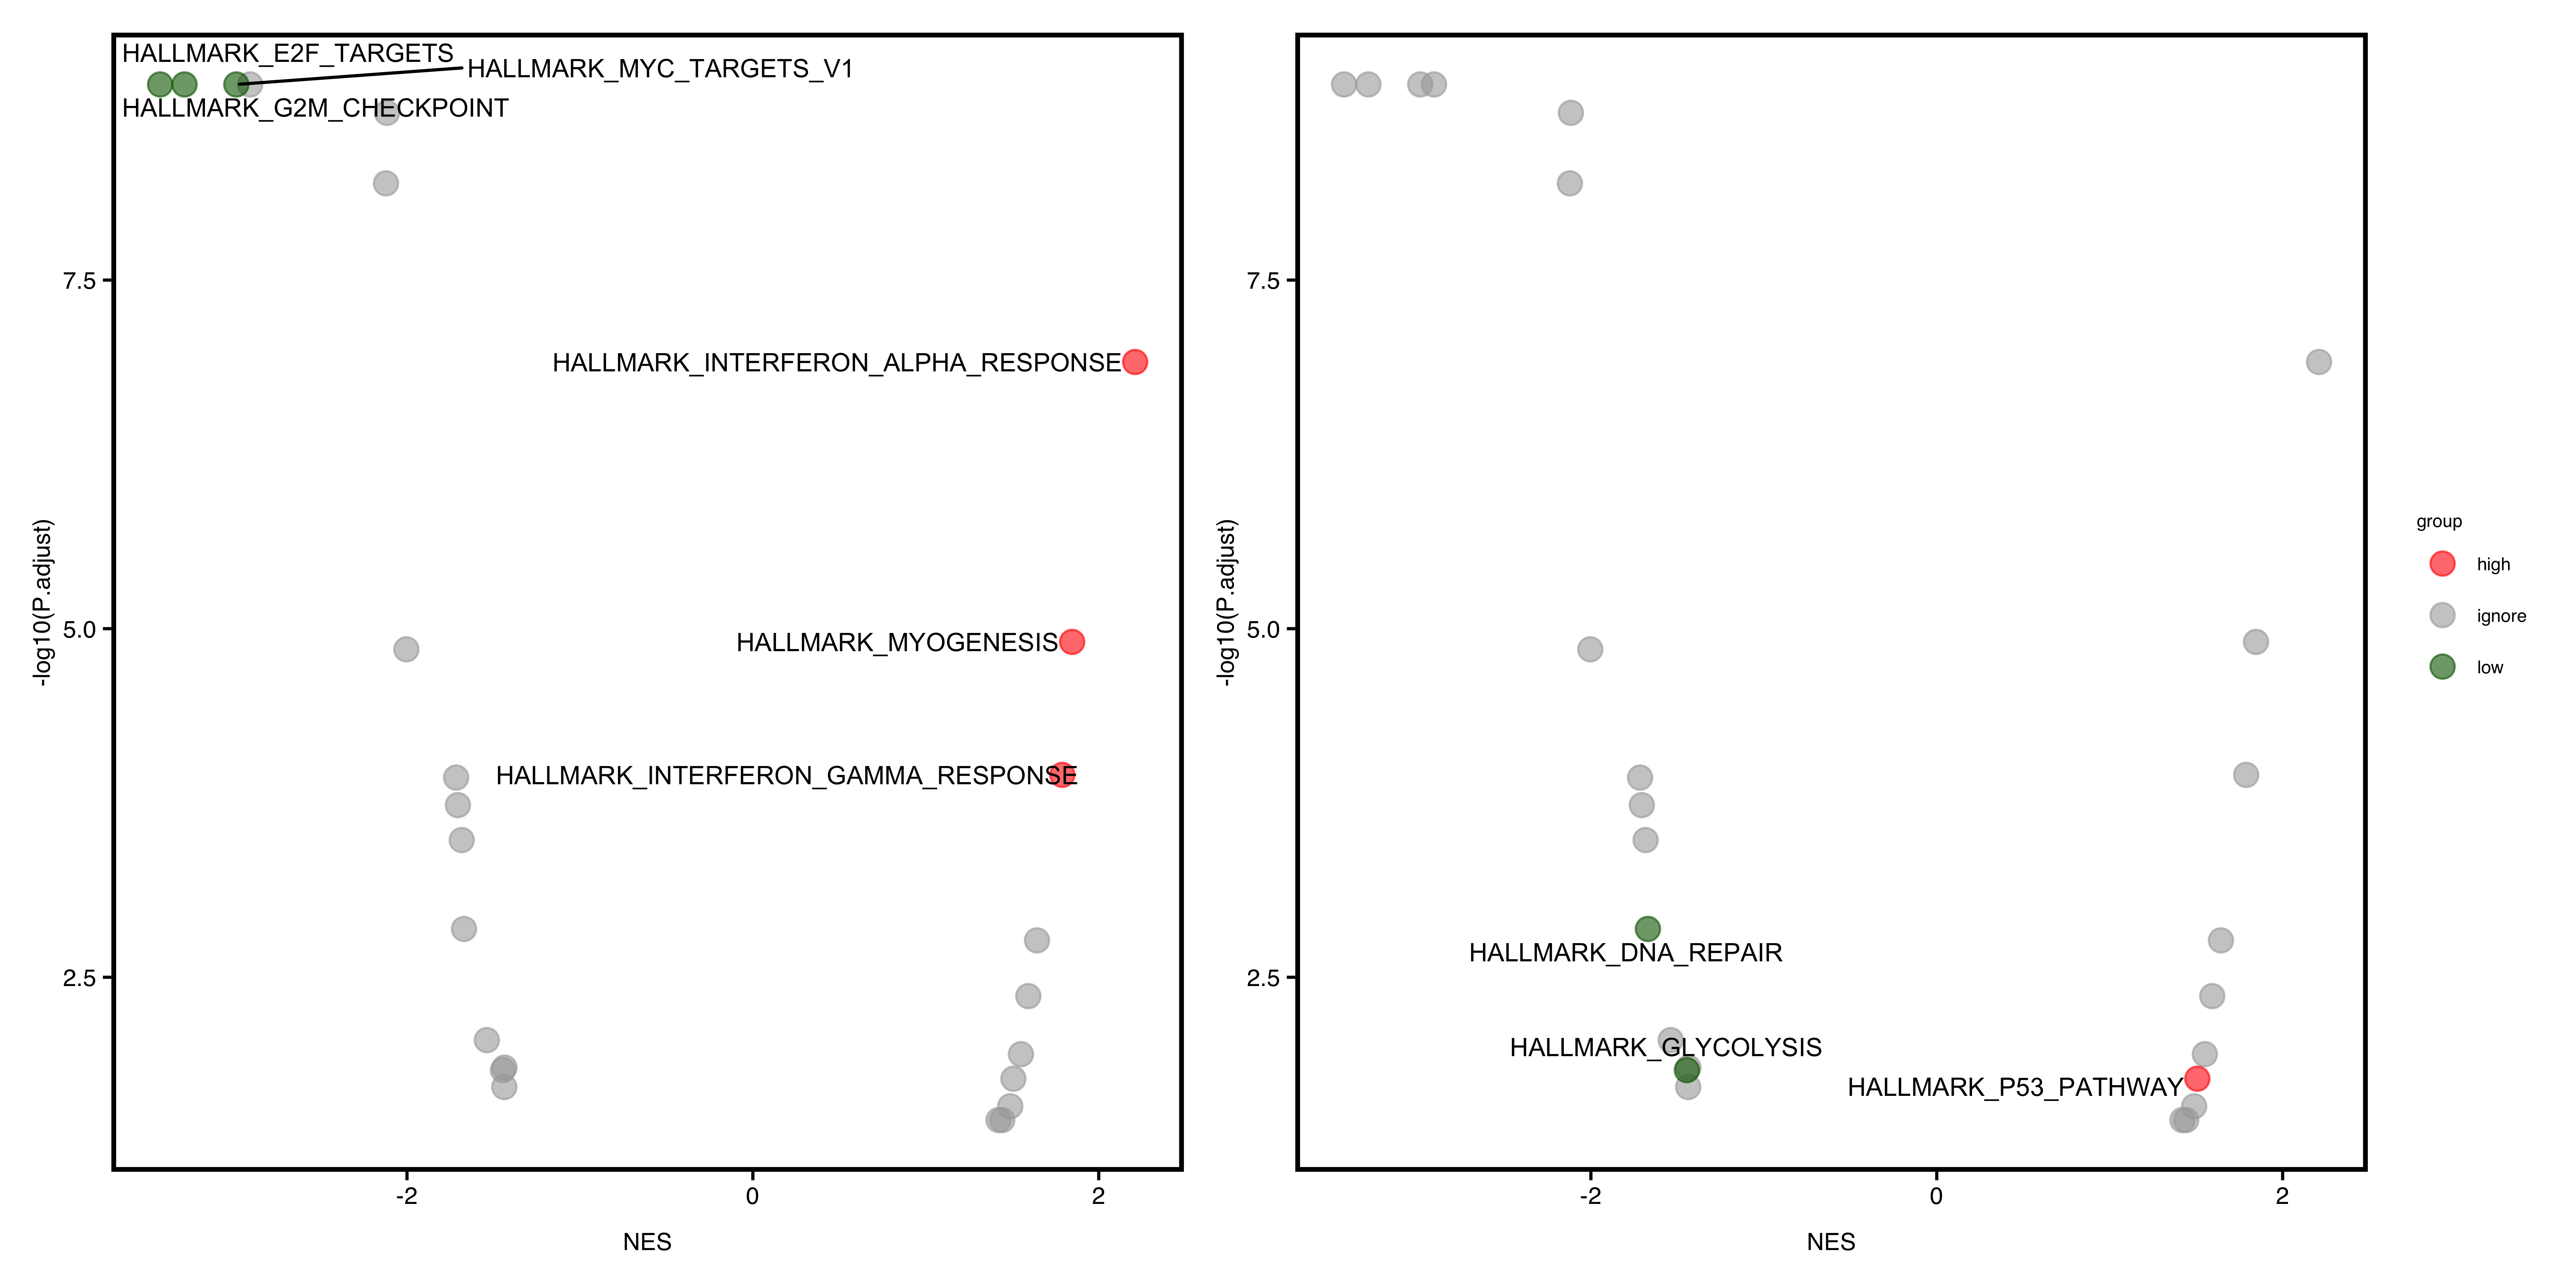 HALLMARK_E2F_TARGETS
HALLMARK_MYC_TARGETS_V1
HALLMARK_G2M_CHECKPOINT
7.5
HALLMARK_INTERFERON_ALPHA_RESPONSE
-log10(P.adjust)
5.0
HALLMARK_MYOGENESIS
HALLMARK_INTERFERON_GAMMA_RESPONSE
2.5
-2
0
2
NES
7.5
-log10(P.adjust)
5.0
HALLMARK_DNA_REPAIR
2.5
HALLMARK_GLYCOLYSIS
HALLMARK_P53_PATHWAY
-2
0
2
NES
group
high
ignore
low